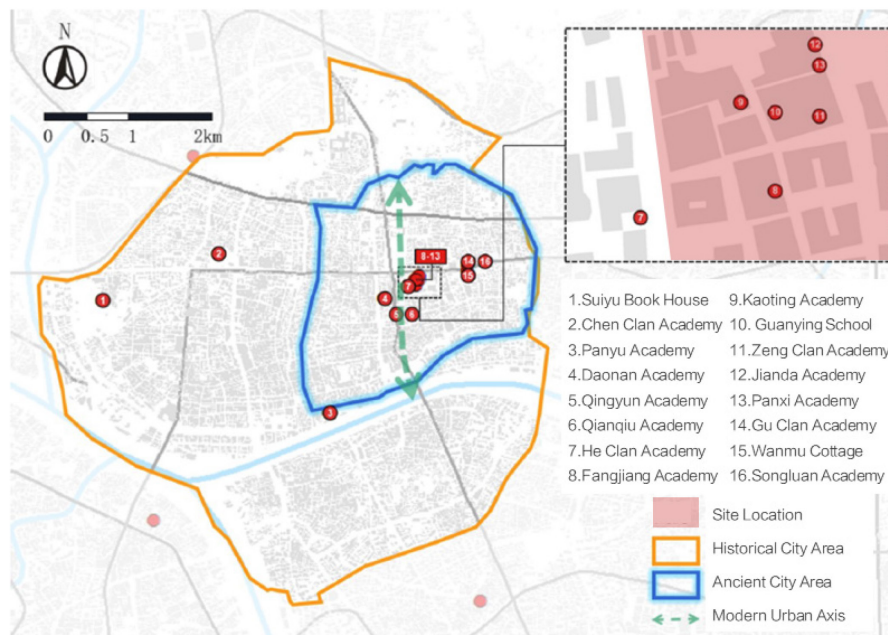 N
0 0.5 1 2km
12
13
9
10
11
8
7
8-13
2
14
16
15
1
7
4
5
6
3
1.Suiyu Book House
2.Chen Clan Academy
3.Panyu Academy
4.Daonan Academy
5.Qingyun Academy
6.Qianqiu Academy
7.He Clan Academy
8.Fangjiang Academy
9.Kaoting Academy
10. Guanying School
11.Zeng Clan Academy
12.Jianda Academy
13.Panxi Academy
14.Gu Clan Academy
15.Wanmu Cottage
16.Songluan Academy
Site Location
Historical City Area
Ancient City Area
Modern Urban Axis